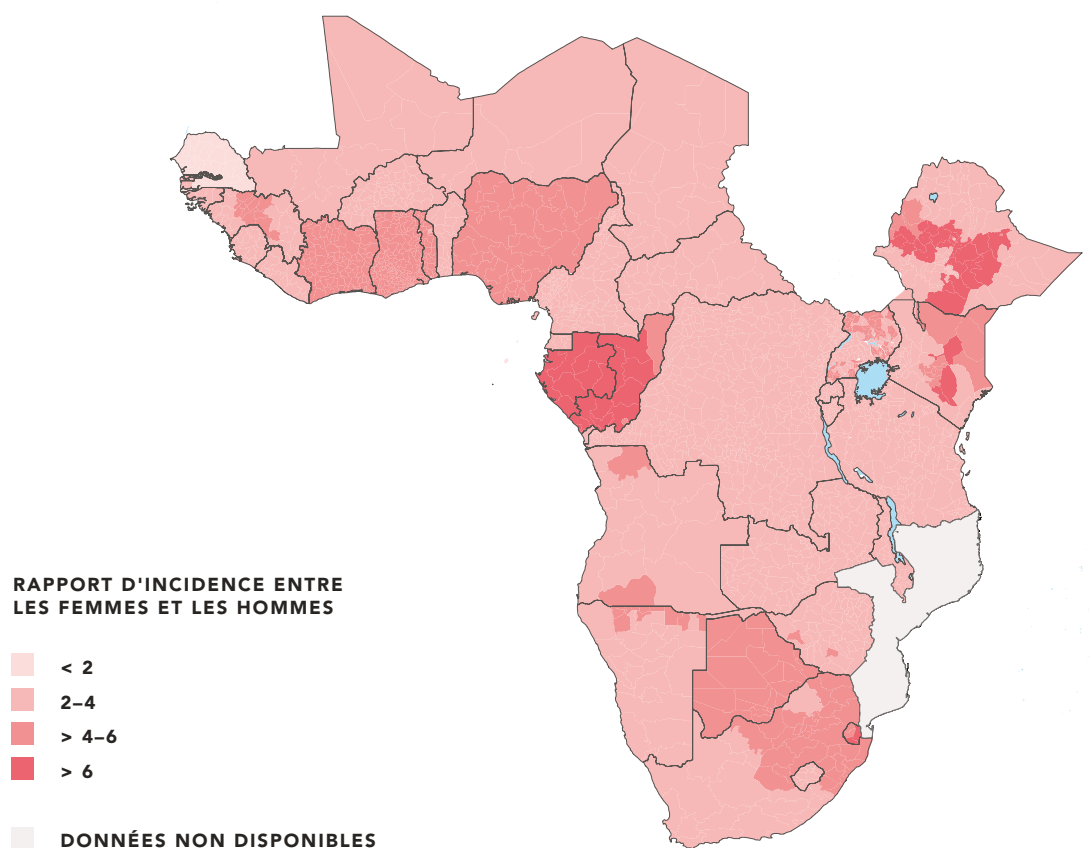 RAPPORT D'INCIDENCE ENTRE
LES FEMMES ET LES HOMMES
< 2
2–4
> 4–6
> 6
DONNÉES NON DISPONIBLES